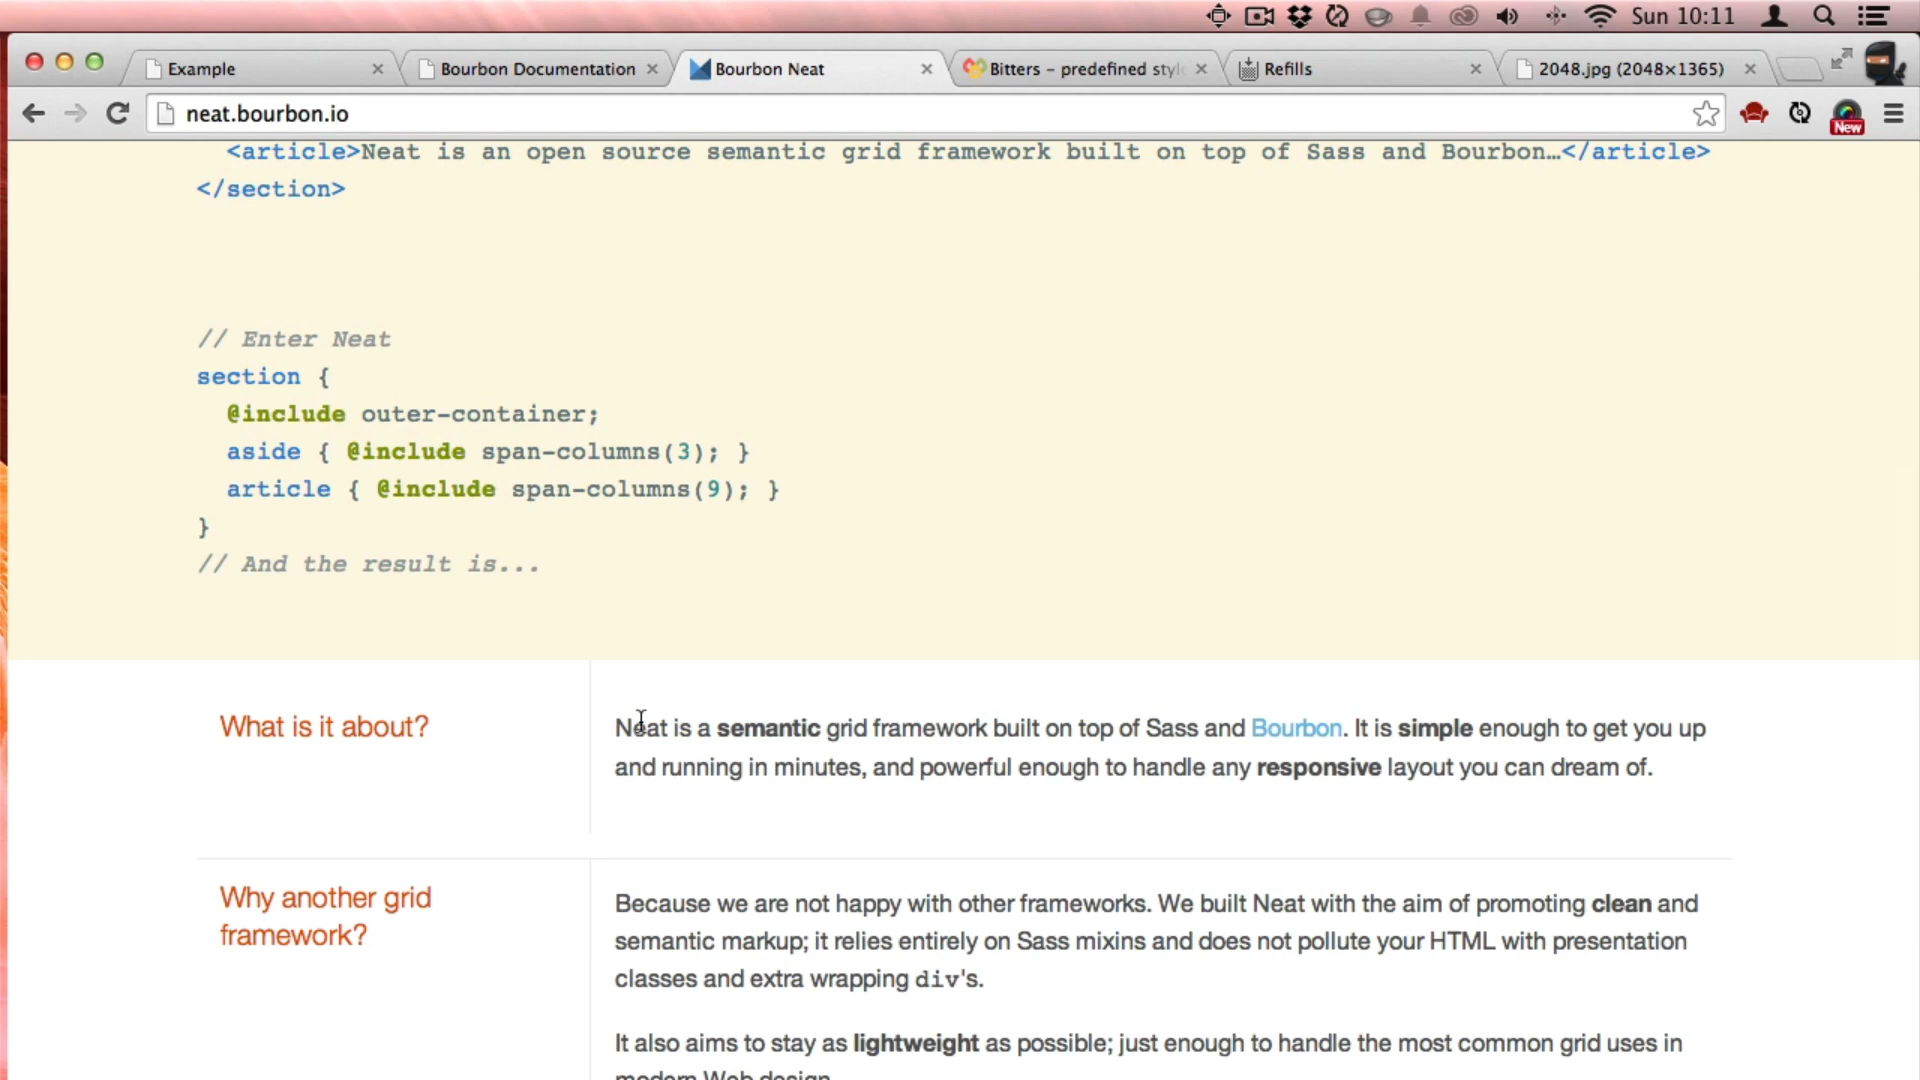 Sun 10:11
Example
Bourbon Documentation
Bourbon Neat
Bitters – predefined style
Refills
2048.jpg (2048×1365)
neat.bourbon.io
New
<article>Neat is an open source semantic grid framework built on top of Sass and Bourbon…</article>
</section>
// Enter Neat
section {
@include outer-container;
aside { @include span-columns(3); }
article { @include span-columns(9); }
}
// And the result is...
What is it about?
Neat is a semantic grid framework built on top of Sass and Bourbon. It is simple enough to get you up
and running in minutes, and powerful enough to handle any responsive layout you can dream of.
Why another grid
framework?
Because we are not happy with other frameworks. We built Neat with the aim of promoting clean and
semantic markup; it relies entirely on Sass mixins and does not pollute your HTML with presentation
classes and extra wrapping div's.
It also aims to stay as lightweight as possible; just enough to handle the most common grid uses in
modern Web design.